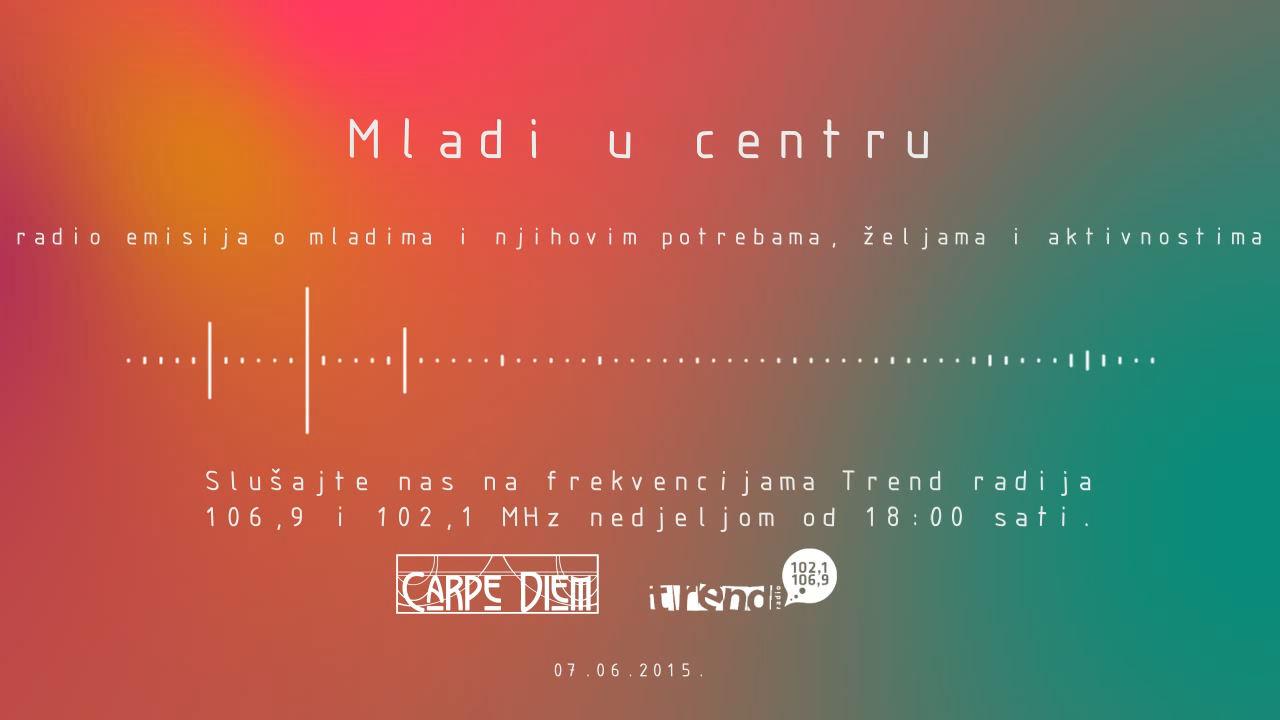 Mladi u centru
radio emisija o mladima i njihovim potrebama, željama i aktivnostima
Slušajte nas na frekvencijama Trend radija
106,9 i 102,1 MHz nedjeljom od 18:00 sati.
CARPE DIEM
trend radio
102,1
106,9
07.06.2015.